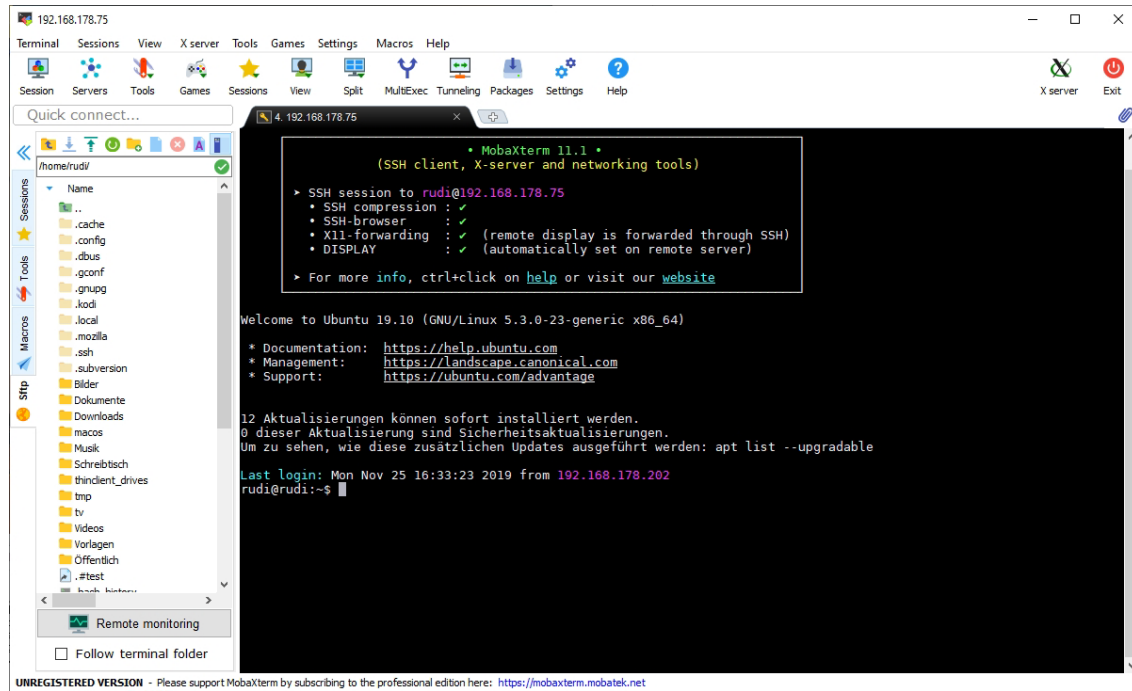 192.168.178.75
Terminal Sessions View X server Tools Games Settings Macros Help
Session Servers Tools Games Sessions View Split MultiExec Tunneling Packages Settings Help X server Exit
Quick connect...
4. 192.168.178.75
/home/rudi/
Name
..
.cache
.config
.dbus
.gconf
.gnupg
.kodi
.local
.mozilla
.ssh
.subversion
Bilder
Dokumente
Downloads
macos
Musik
Schreibtisch
thinclient_drives
tmp
tv
Videos
Vorlagen
Öffentlich
.#test
Remote monitoring
Follow terminal folder
Sessions
Tools
Macros
Sftp
• MobaXterm 11.1 •
(SSH client, X-server and networking tools)
➤ SSH session to rudi@192.168.178.75
• SSH compression : ✔
• SSH-browser : ✔
• X11-forwarding : ✔ (remote display is forwarded through SSH)
• DISPLAY : ✔ (automatically set on remote server)
➤ For more info, ctrl+click on help or visit our website
Welcome to Ubuntu 19.10 (GNU/Linux 5.3.0-23-generic x86_64)
* Documentation: https://help.ubuntu.com
* Management: https://landscape.canonical.com
* Support: https://ubuntu.com/advantage
12 Aktualisierungen können sofort installiert werden.
0 dieser Aktualisierung sind Sicherheitsaktualisierungen.
Um zu sehen, wie diese zusätzlichen Updates ausgeführt werden: apt list --upgradable
Last login: Mon Nov 25 16:33:23 2019 from 192.168.178.202
rudi@rudi:~$
UNREGISTERED VERSION - Please support MobaXterm by subscribing to the professional edition here: https://mobaxterm.mobatek.net